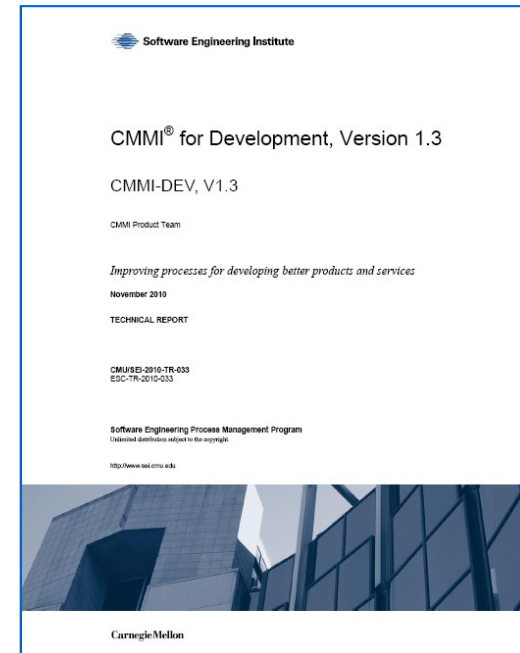 Software Engineering Institute
CMMI® for Development, Version 1.3
CMMI-DEV, V1.3
CMMI Product Team
Improving processes for developing better products and services
November 2010
TECHNICAL REPORT
CMU/SEI-2010-TR-033
ESC-TR-2010-033
Software Engineering Process Management Program
Unlimited distribution subject to the copyright.
http://www.sei.cmu.edu
CarnegieMellon